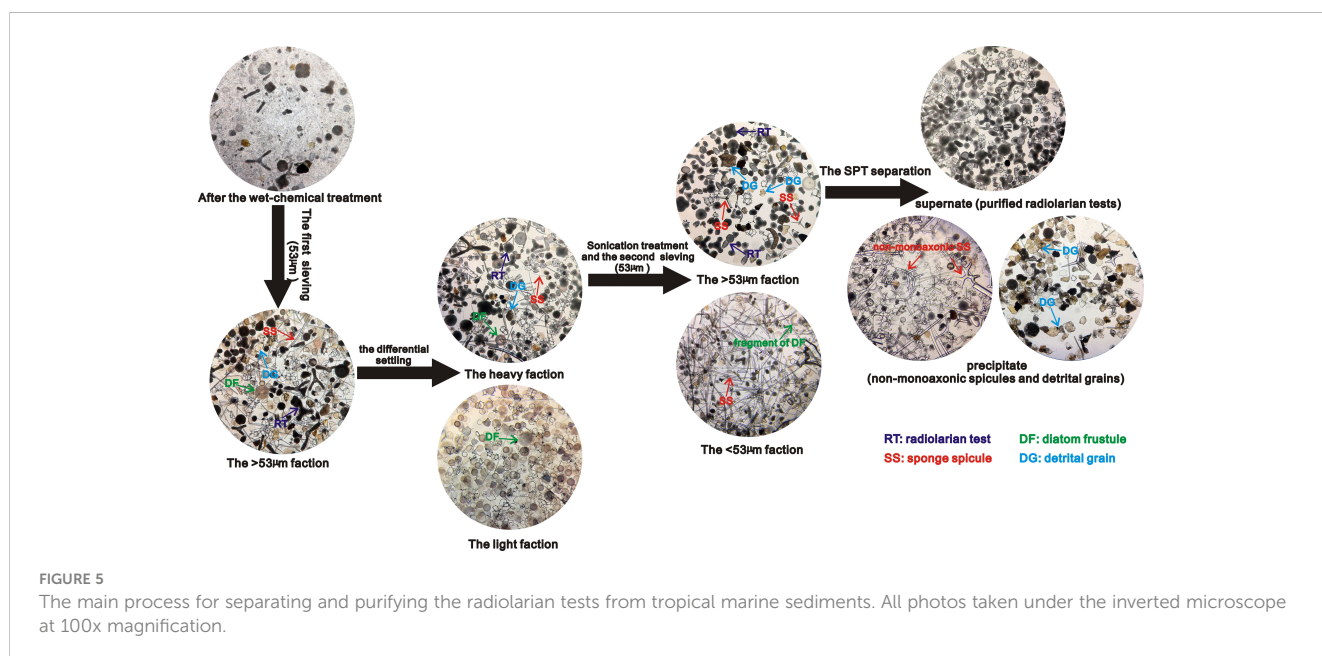 After the wet-chemical treatment
The first sieving
(53μm)
SS
DG
DF
RT
The >53μm faction
the differential
settling
RT
DG
SS
DF
The heavy faction
DF
The light faction
Sonication treatment
and the second sieving
(53μm)
RT
DG
DG
SS
SS
RT
The >53μm faction
fragment of DF
SS
The <53μm faction
The SPT separation
supernate (purified radiolarian tests)
non-monoaxonic SS
DG
DG
precipitate
(non-monoaxonic spicules and detrital grains)
RT: radiolarian test
DF: diatom frustule
SS: sponge spicule
DG: detrital grain
FIGURE 5
The main process for separating and purifying the radiolarian tests from tropical marine sediments. All photos taken under the inverted microscope
at 100x magnification.